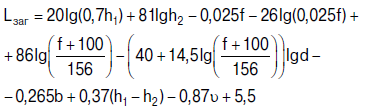 Lзаг = 20lg(0,7h₁) + 81lgh₂ − 0,025f − 26lg(0,025f) +
+ 86lg((f + 100)/156) − (40 + 14,5lg((f + 100)/156))lgd −
− 0,265b + 0,37(h₁ − h₂) − 0,87υ + 5,5